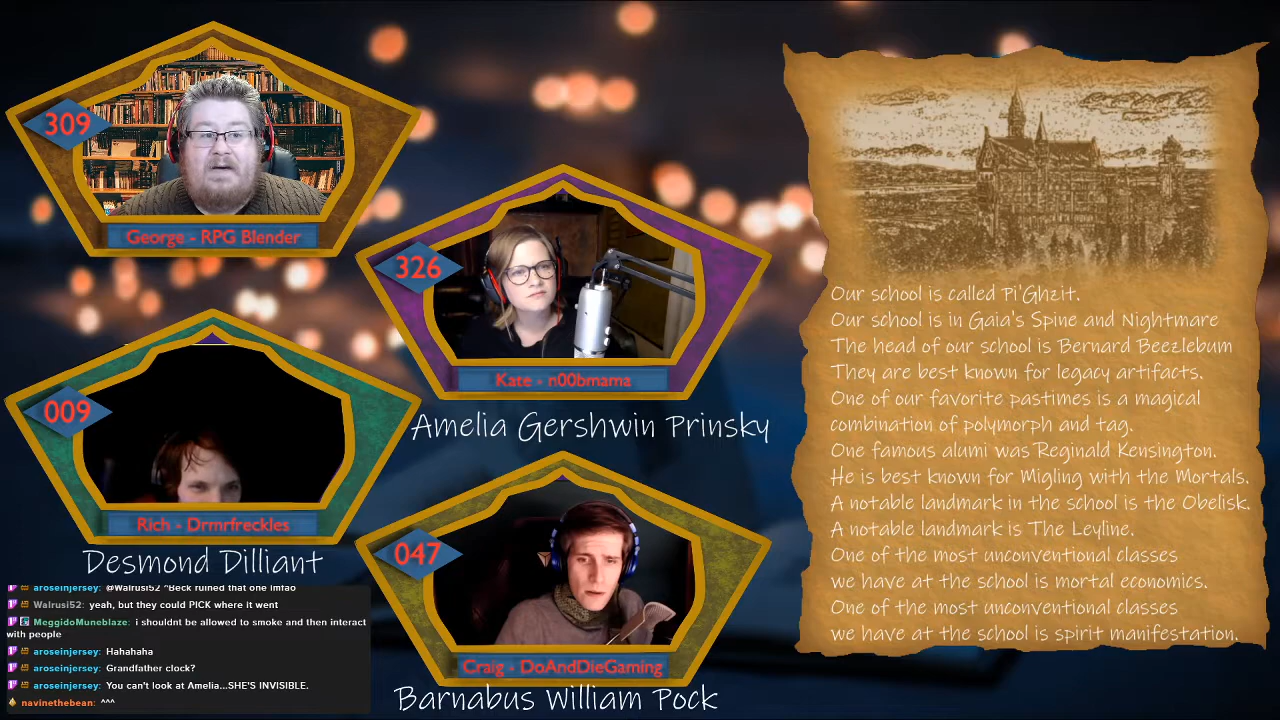 309
George - RPG Blender
326
Kate - n00bmama
Amelia Gershwin Prinsky
009
Rich - Drmrfreckles
Desmond Dilliant
047
Craig - DoAndDieGaming
Barnabus William Pock
aroseinjersey: @Walrusi52 ^Beck ruined that one lmfao
Walrusi52: yeah, but they could PICK where it went
MeggidoMuneblaze: i shouldnt be allowed to smoke and then interact
with people
aroseinjersey: Hahahaha
aroseinjersey: Grandfather clock?
aroseinjersey: You can't look at Amelia...SHE'S INVISIBLE.
navinethebean: ^^^
Our school is called Pi'Ghzit.
Our school is in Gaia's Spine and Nightmare
The head of our school is Bernard Beezlebum
They are best known for legacy artifacts.
One of our favorite pastimes is a magical
combination of polymorph and tag.
One famous alumi was Reginald Kensington.
He is best known for Migling with the Mortals.
A notable landmark in the school is the Obelisk.
A notable landmark is The Leyline.
One of the most unconventional classes
we have at the school is mortal economics.
One of the most unconventional classes
we have at the school is spirit manifestation.